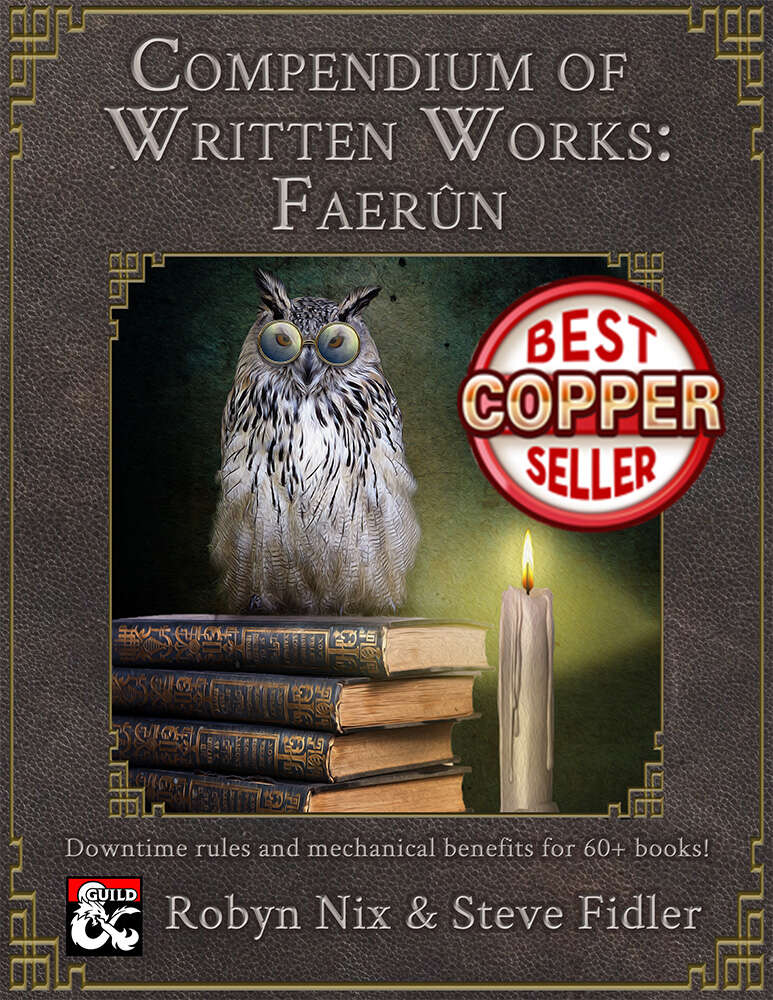 COMPENDIUM OF
WRITTEN WORKS:
FAERÛN
BEST
COPPER
SELLER
Downtime rules and mechanical benefits for 60+ books!
GUILD
Robyn Nix & Steve Fidler